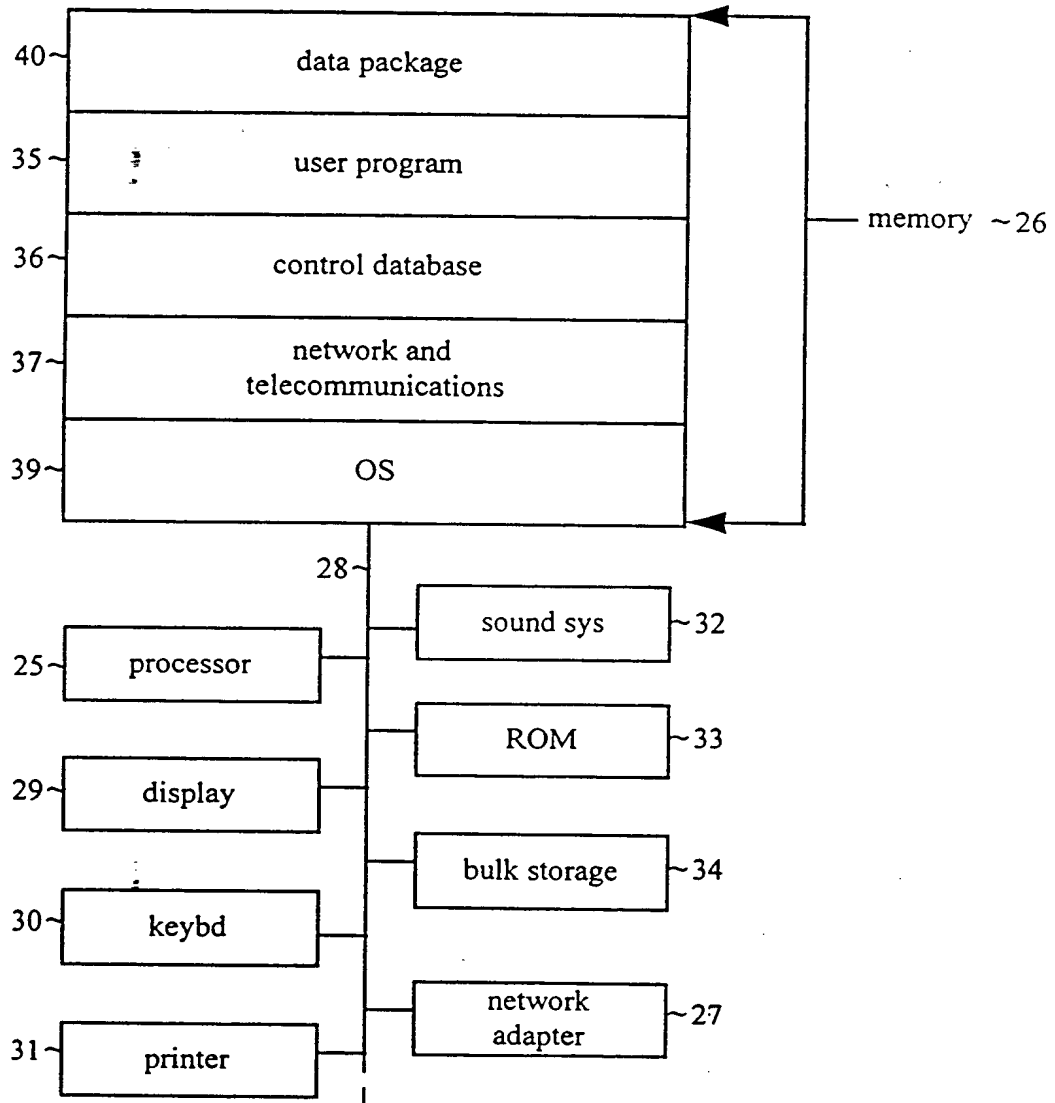 40~ data package
35~ user program
memory ~26
36~ control database
37~ network and
telecommunications
39~ OS
28~
sound sys ~32
25~ processor
ROM ~33
29~ display
bulk storage ~34
30~ keybd
network
adapter ~27
31~ printer